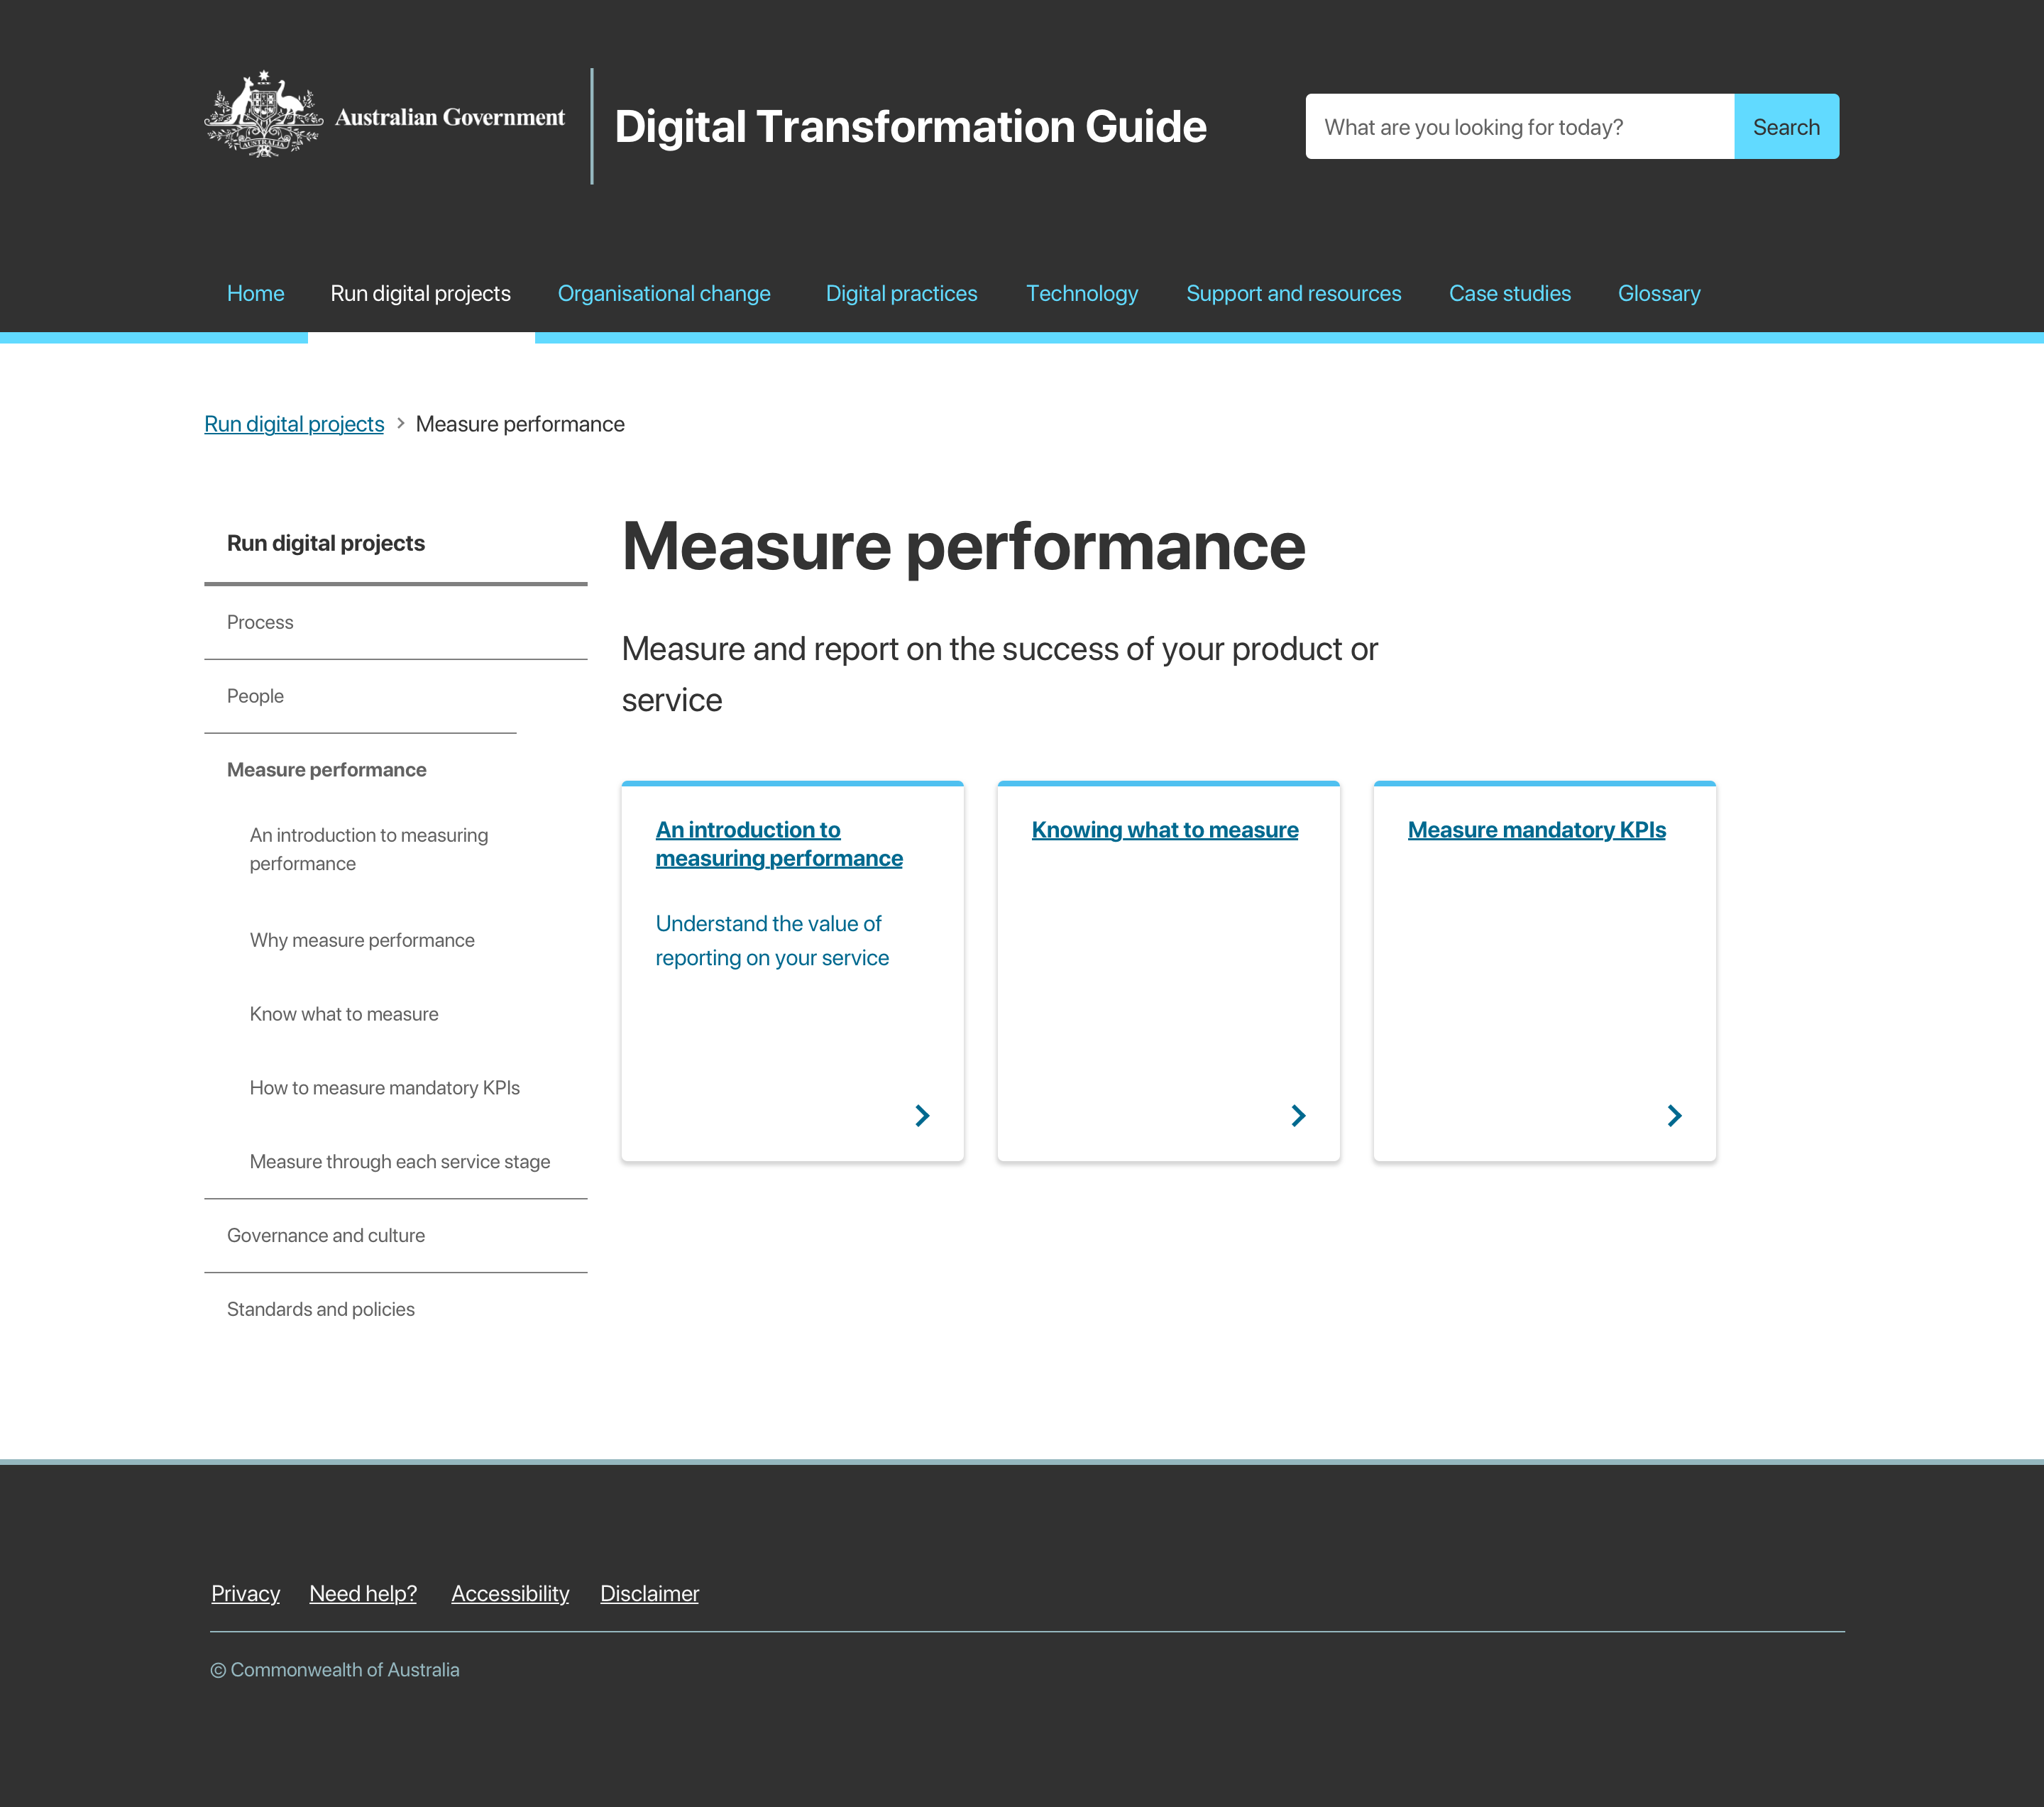 AUSTRALIA
Australian Government
Digital Transformation Guide
What are you looking for today?
Search
Home
Run digital projects
Organisational change
Digital practices
Technology
Support and resources
Case studies
Glossary
Run digital projects
Measure performance
Run digital projects
Process
People
Measure performance
An introduction to measuring
performance
Why measure performance
Know what to measure
How to measure mandatory KPIs
Measure through each service stage
Governance and culture
Standards and policies
Measure performance
Measure and report on the success of your product or
service
An introduction to
measuring performance
Understand the value of
reporting on your service
Knowing what to measure
Measure mandatory KPIs
Privacy
Need help?
Accessibility
Disclaimer
© Commonwealth of Australia